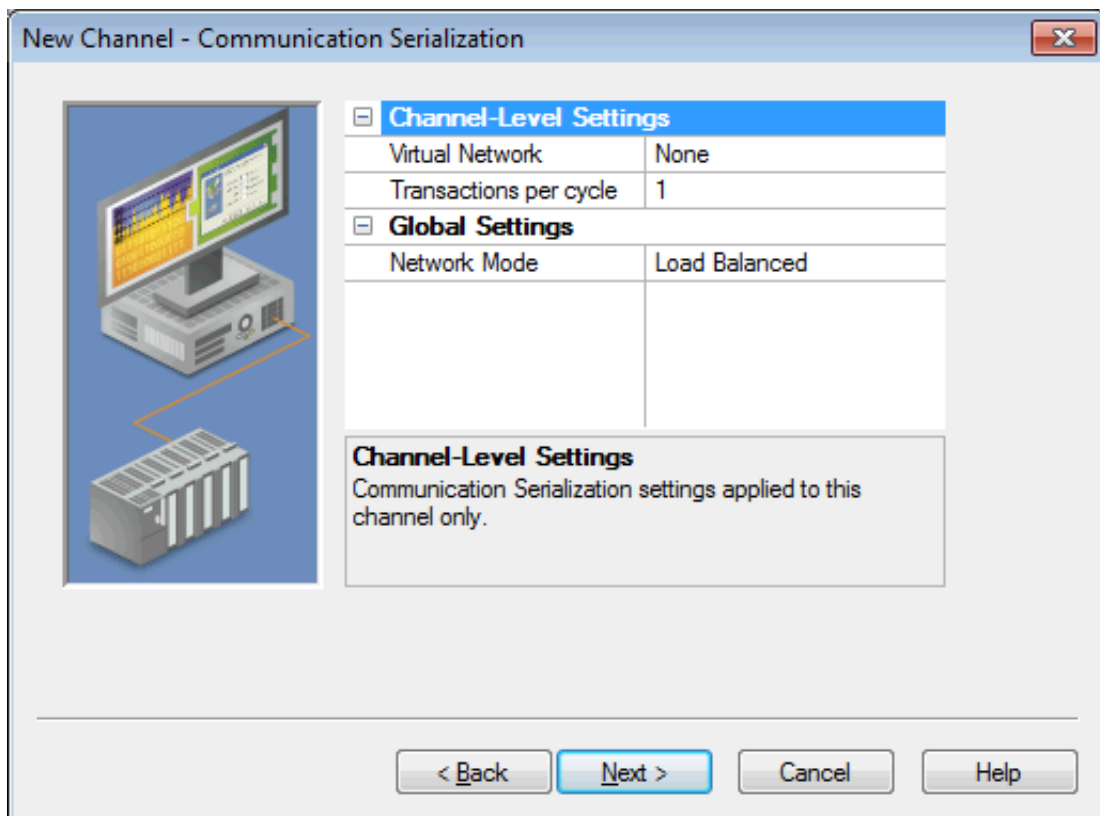 New Channel - Communication Serialization
Channel-Level Settings
Virtual Network None
Transactions per cycle 1
Global Settings
Network Mode Load Balanced
Channel-Level Settings
Communication Serialization settings applied to this
channel only.
< Back Next > Cancel Help